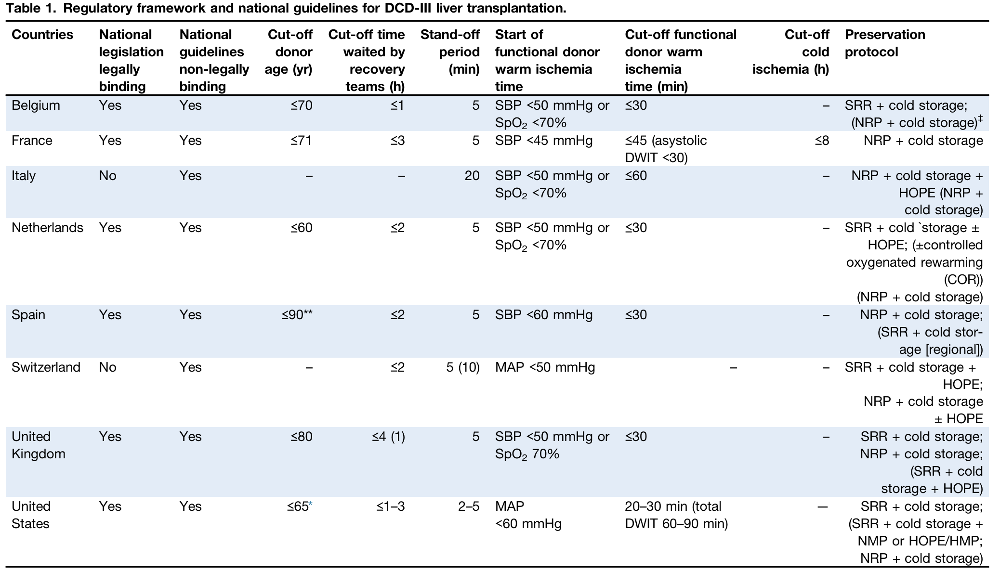 Table 1. Regulatory framework and national guidelines for DCD-III liver transplantation.
Countries National legislation legally binding National guidelines non-legally binding Cut-off donor age (yr) Cut-off time waited by recovery teams (h) Stand-off period (min) Start of functional donor warm ischemia time Cut-off functional donor warm ischemia time (min) Cut-off cold ischemia (h) Preservation protocol
Belgium Yes Yes ≤70 ≤1 5 SBP <50 mmHg or ≤30 – SRR + cold storage;
SpO₂ <70% (NRP + cold storage)‡
France Yes Yes ≤71 ≤3 5 SBP <45 mmHg ≤45 (asystolic ≤8 NRP + cold storage
DWIT <30)
Italy No Yes – – 20 SBP <50 mmHg or ≤60 – NRP + cold storage +
SpO₂ <70% HOPE (NRP +
cold storage)
Netherlands Yes Yes ≤60 ≤2 5 SBP <50 mmHg or ≤30 – SRR + cold `storage ±
SpO₂ <70% HOPE; (±controlled
oxygenated rewarming
(COR))
(NRP + cold storage)
Spain Yes Yes ≤90** ≤2 5 SBP <60 mmHg ≤30 – NRP + cold storage;
(SRR + cold stor-
age [regional])
Switzerland No Yes – ≤2 5 (10) MAP <50 mmHg – – SRR + cold storage +
HOPE;
NRP + cold storage
± HOPE
United Yes Yes ≤80 ≤4 (1) 5 SBP <50 mmHg or ≤30 – SRR + cold storage;
Kingdom SpO₂ 70% NRP + cold storage;
(SRR + cold
storage + HOPE)
United Yes Yes ≤65* ≤1–3 2–5 MAP 20–30 min (total — SRR + cold storage;
States <60 mmHg DWIT 60–90 min) (SRR + cold storage +
NMP or HOPE/HMP;
NRP + cold storage)